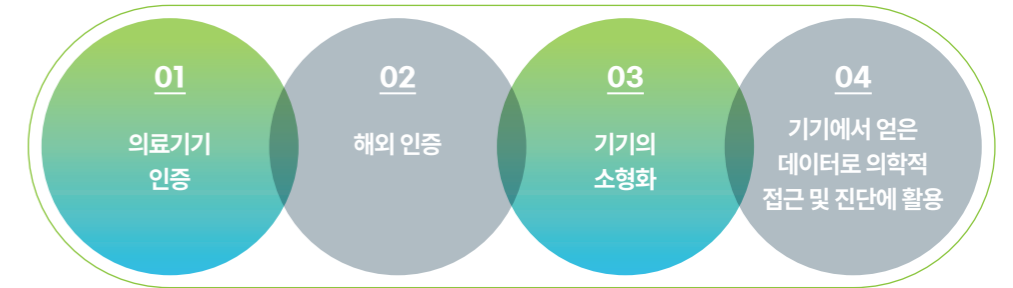 01
의료기기
인증
02
해외 인증
03
기기의
소형화
04
기기에서 얻은
데이터로 의학적
접근 및 진단에 활용